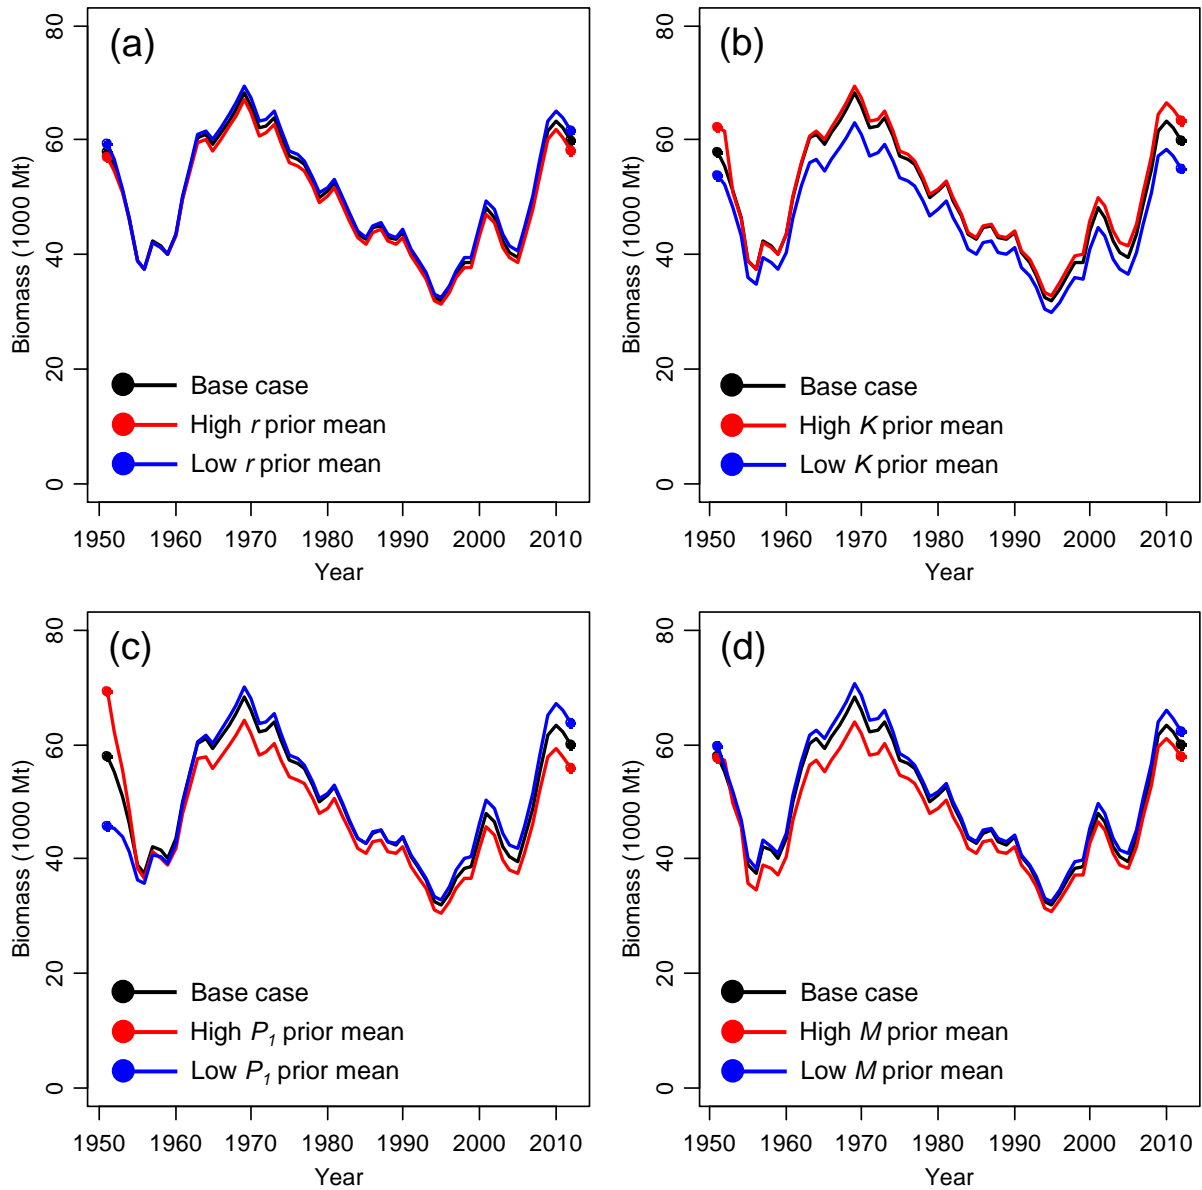 (a)
Biomass (1000 Mt)
80
60
40
20
0
Base case
High r prior mean
Low r prior mean
1950 1960 1970 1980 1990 2000 2010
Year
(b)
Biomass (1000 Mt)
80
60
40
20
0
Base case
High K prior mean
Low K prior mean
1950 1960 1970 1980 1990 2000 2010
Year
(c)
Biomass (1000 Mt)
80
60
40
20
0
Base case
High P1 prior mean
Low P1 prior mean
1950 1960 1970 1980 1990 2000 2010
Year
(d)
Biomass (1000 Mt)
80
60
40
20
0
Base case
High M prior mean
Low M prior mean
1950 1960 1970 1980 1990 2000 2010
Year